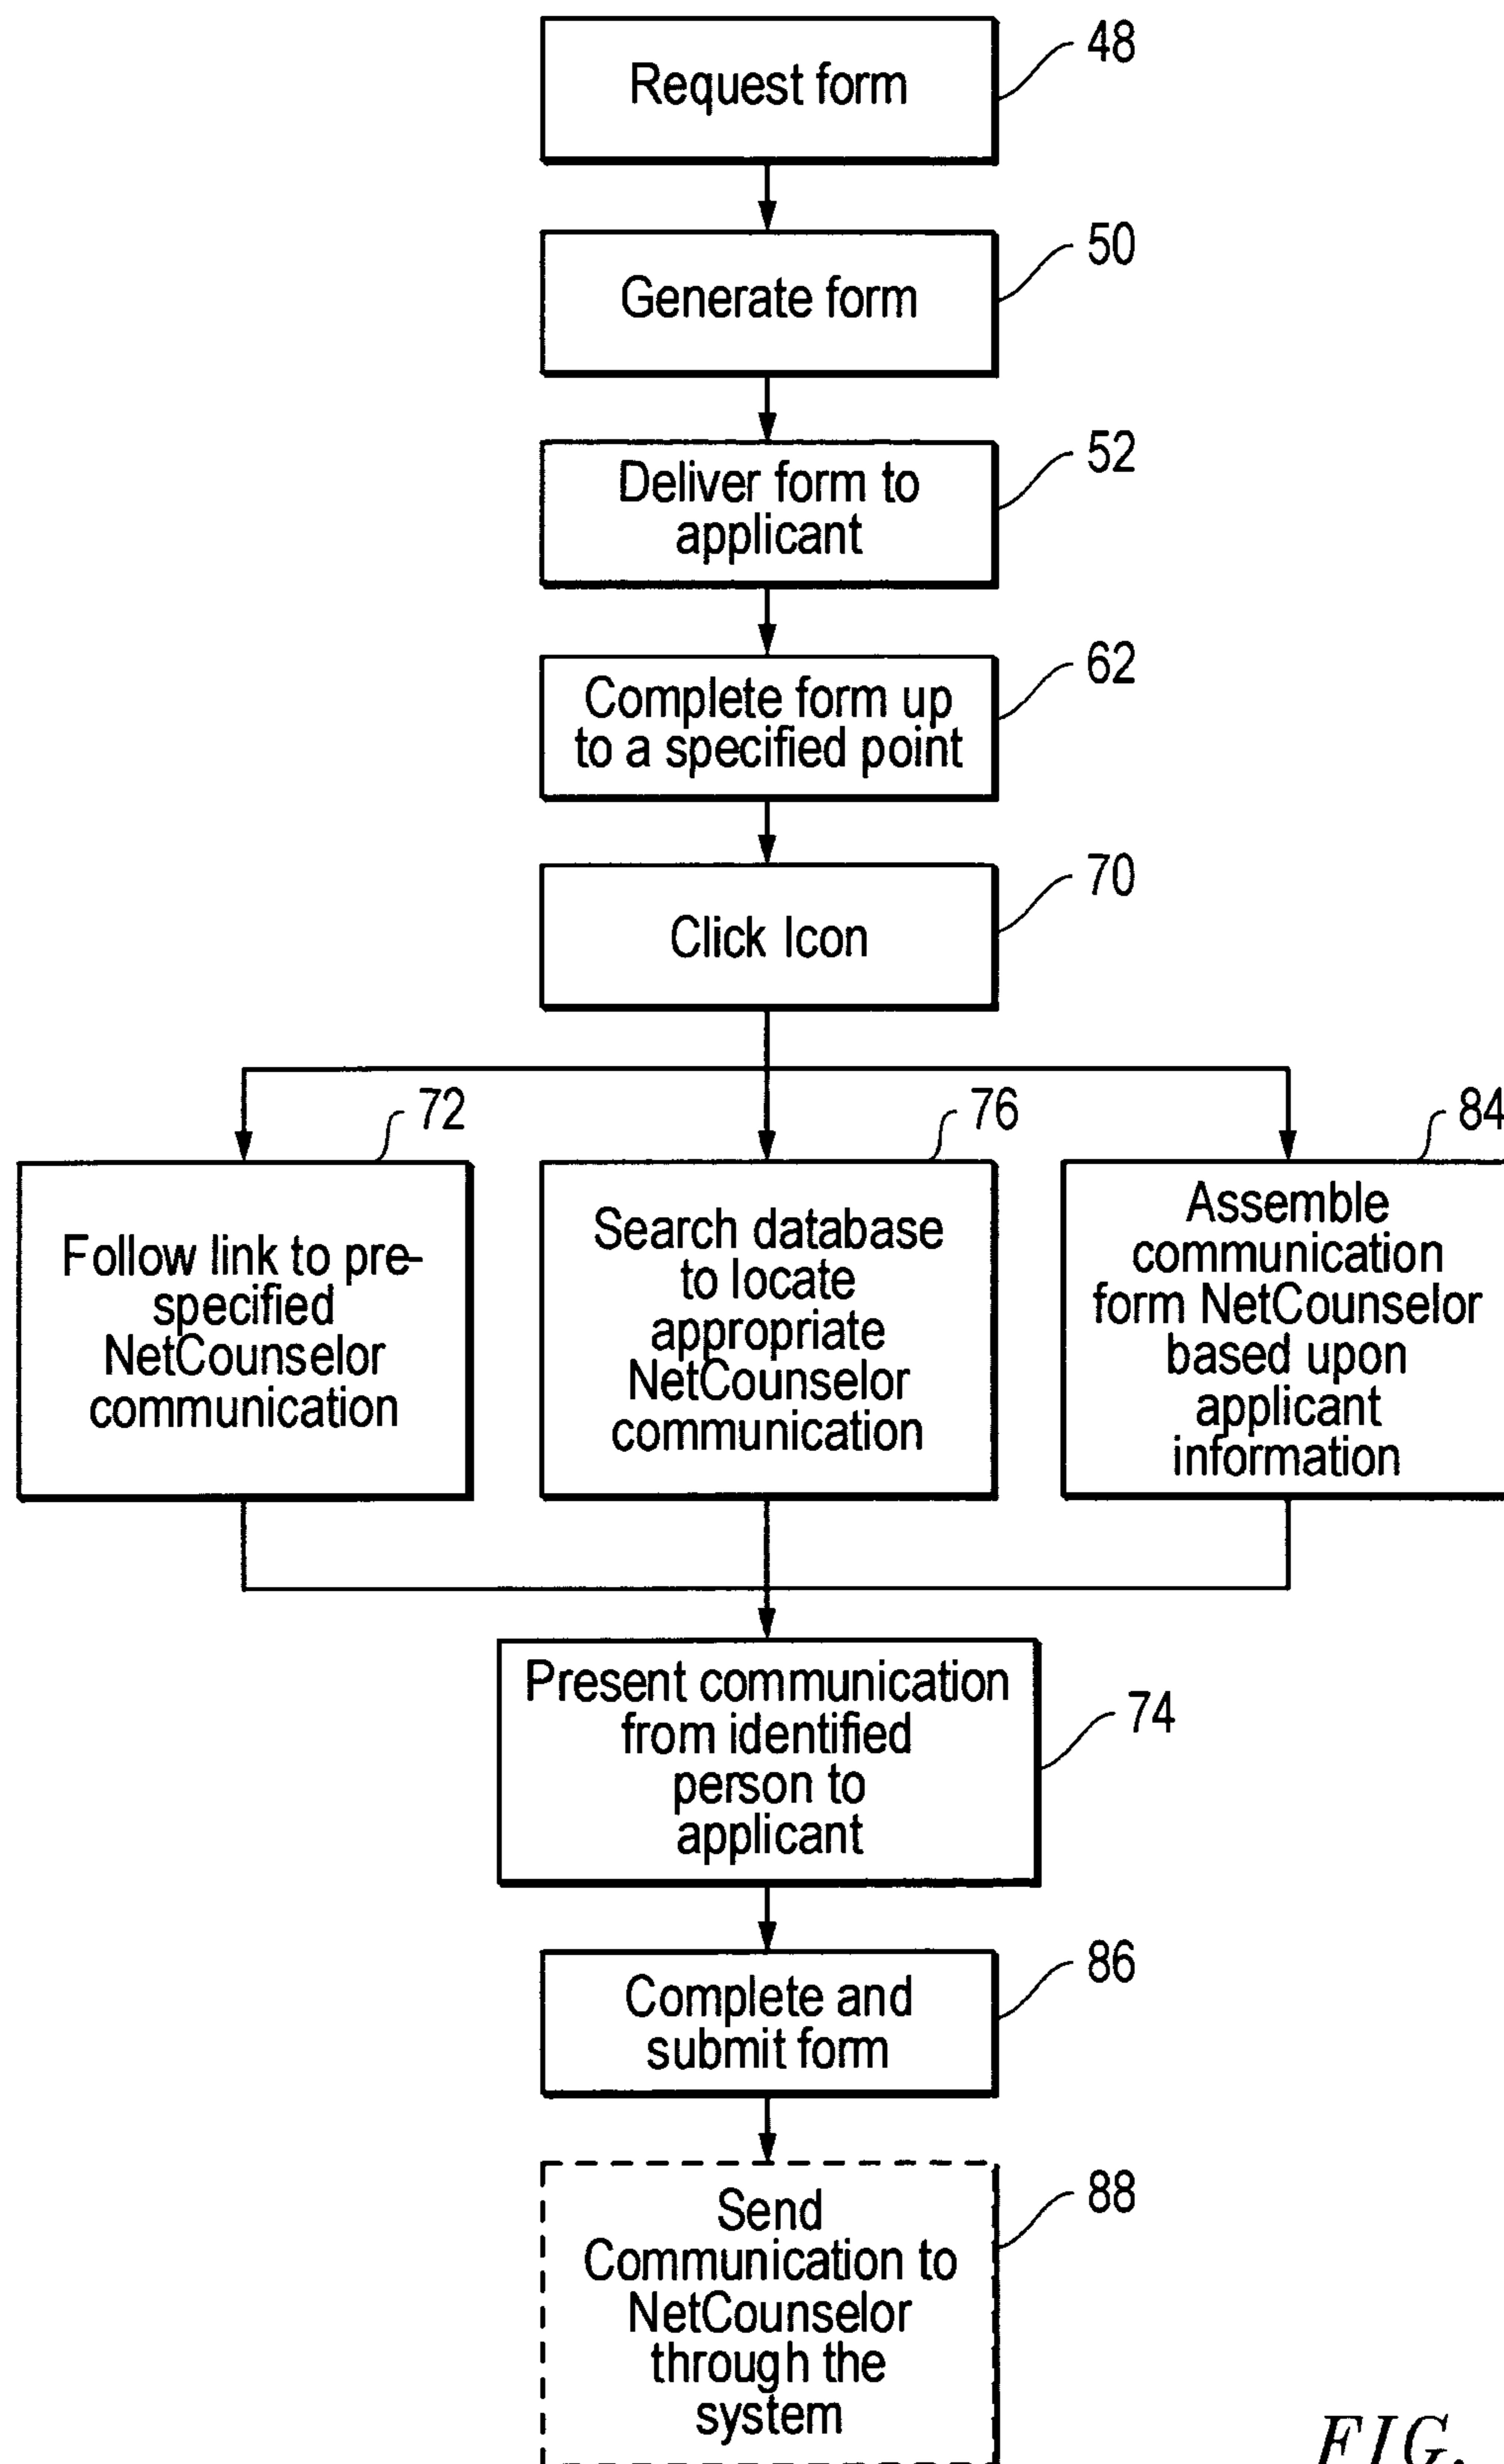 Request form
48
Generate form
50
Deliver form to
applicant
52
Complete form up
to a specified point
62
Click Icon
70
72
Follow link to pre-
specified
NetCounselor
communication
76
Search database
to locate
appropriate
NetCounselor
communication
84
Assemble
communication
form NetCounselor
based upon
applicant
information
Present communication
from identified
person to
applicant
74
Complete and
submit form
86
Send
Communication to
NetCounselor
through the
system
88
FIG.